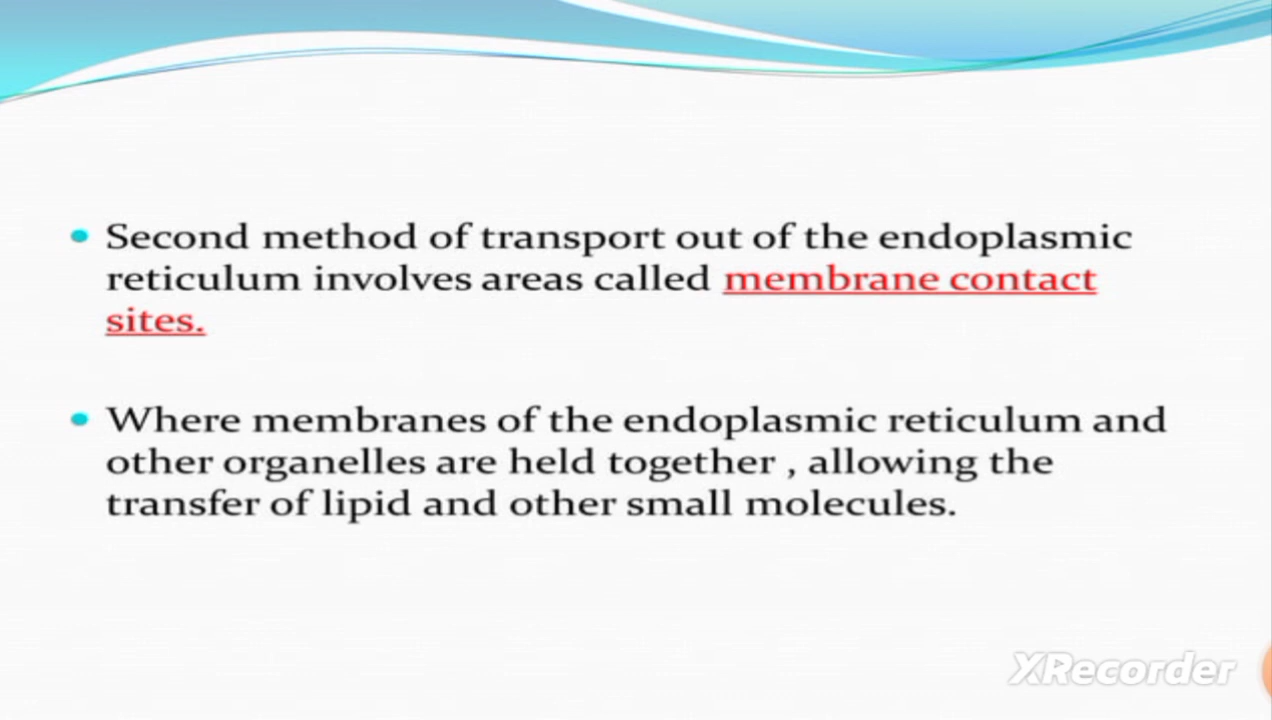 Second method of transport out of the endoplasmic
reticulum involves areas called membrane contact
sites.
Where membranes of the endoplasmic reticulum and
other organelles are held together , allowing the
transfer of lipid and other small molecules.
XRecorder